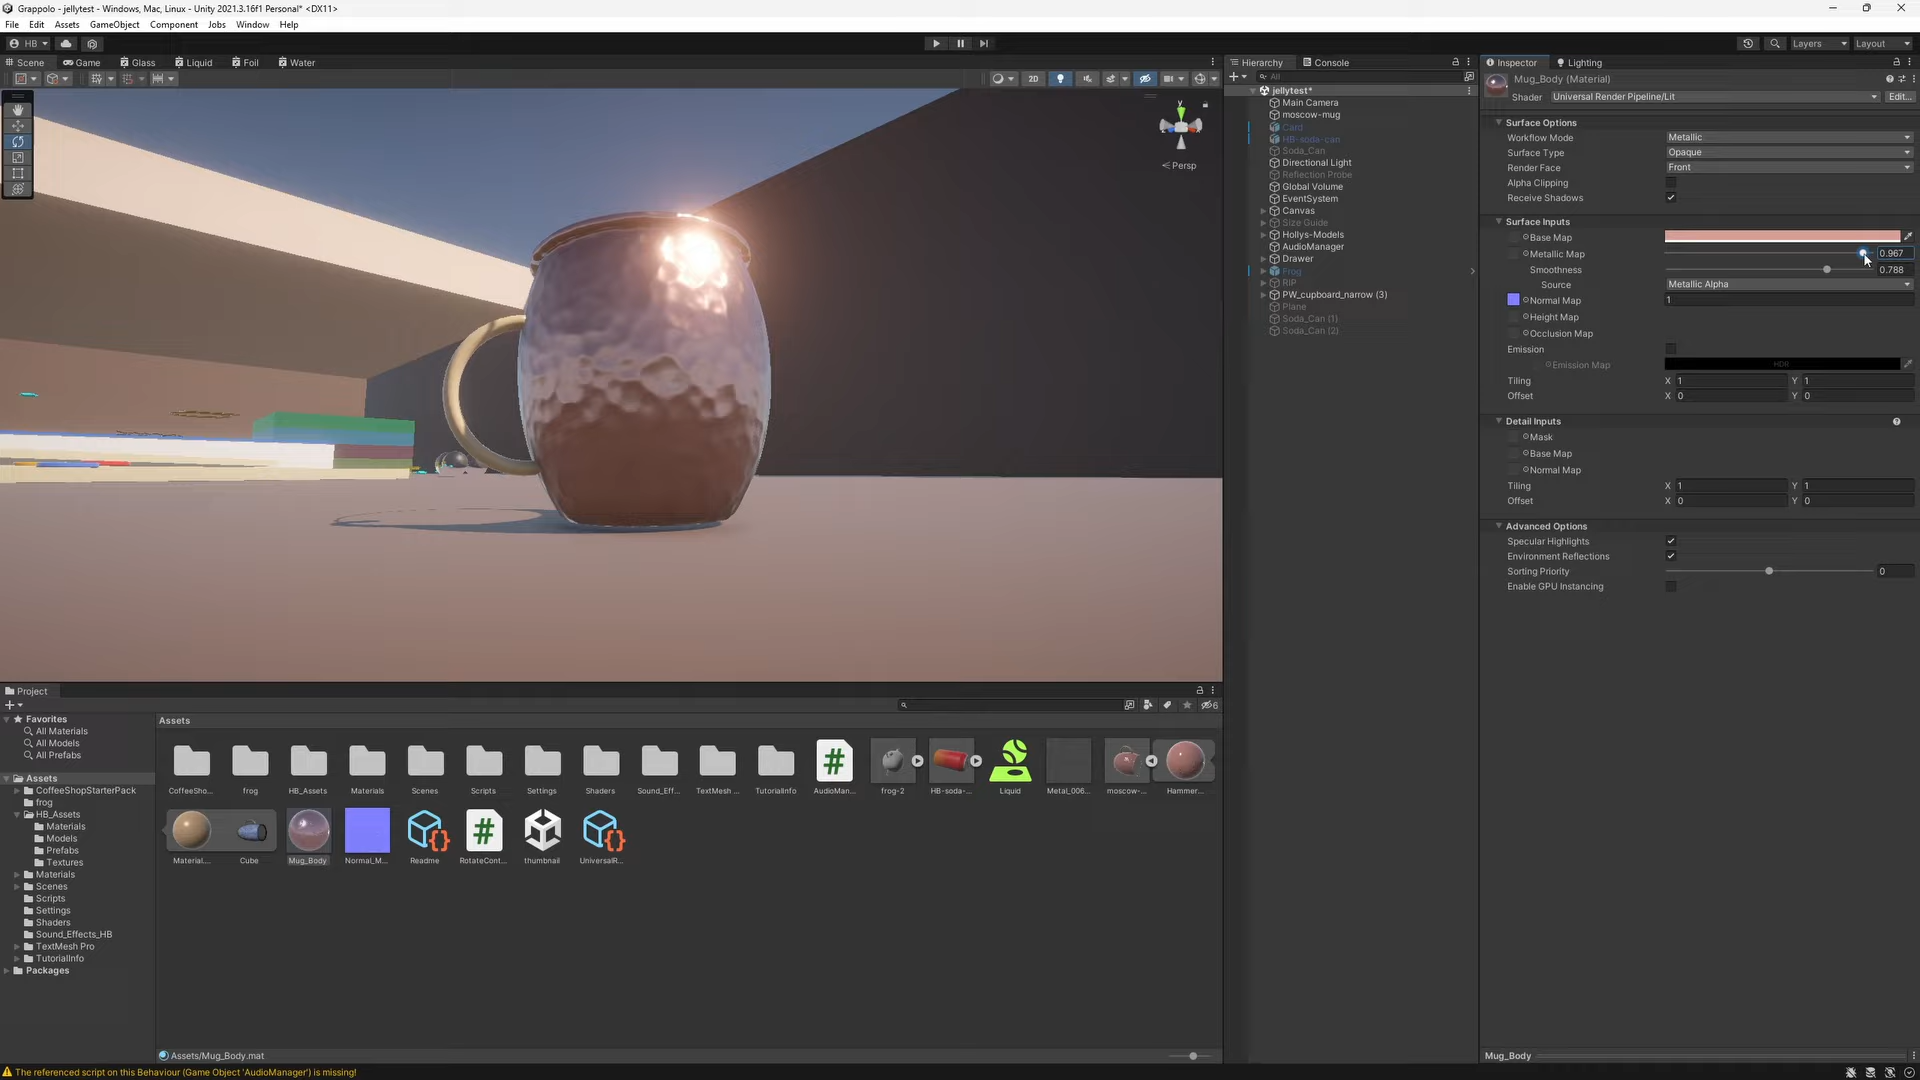 Grappolo - jellytest - Windows, Mac, Linux - Unity 2021.3.16f1 Personal* <DX11>
File Edit Assets GameObject Component Jobs Window Help
HB Layers Layout
Scene Game Glass Liquid Foil Water
2D
y
Persp
Hierarchy Console
All
jellytest*
Main Camera
moscow-mug
Card
HB-soda-can
Soda_Can
Directional Light
Reflection Probe
Global Volume
EventSystem
Canvas
Size Guide
Hollys-Models
AudioManager
Drawer
Frog
RIP
PW_cupboard_narrow (3)
Plane
Soda_Can (1)
Soda_Can (2)
Inspector Lighting
Mug_Body (Material)
Shader Universal Render Pipeline/Lit Edit...
Surface Options
Workflow Mode Metallic
Surface Type Opaque
Render Face Front
Alpha Clipping
Receive Shadows
Surface Inputs
Base Map
Metallic Map 0.967
Smoothness 0.788
Source Metallic Alpha
Normal Map 1
Height Map
Occlusion Map
Emission
Emission Map HDR
Tiling X 1 Y 1
Offset X 0 Y 0
Detail Inputs
Mask
Base Map
Normal Map
Tiling X 1 Y 1
Offset X 0 Y 0
Advanced Options
Specular Highlights
Environment Reflections
Sorting Priority 0
Enable GPU Instancing
Project
6
Favorites
All Materials
All Models
All Prefabs
Assets
CoffeeShopStarterPack
frog
HB_Assets
Materials
Models
Prefabs
Textures
Materials
Scenes
Scripts
Settings
Shaders
Sound_Effects_HB
TextMesh Pro
TutorialInfo
Packages
Assets
CoffeeSho... frog HB_Assets Materials Scenes Scripts Settings Shaders Sound_Eff... TextMesh ... TutorialInfo AudioMan... frog-2 HB-soda-... Liquid Metal_006... moscow-... Hammer...
Material.... Cube Mug_Body Normal_M... Readme RotateCont... thumbnail UniversalR...
Assets/Mug_Body.mat
Mug_Body
The referenced script on this Behaviour (Game Object 'AudioManager') is missing!